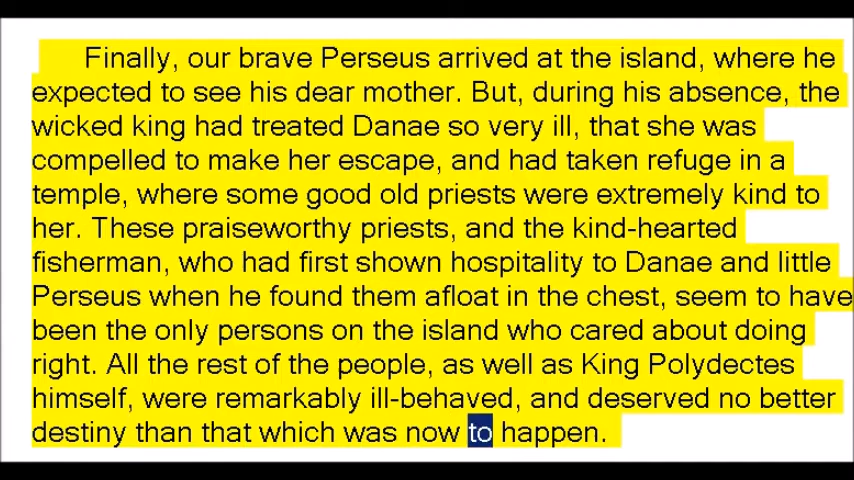 Finally, our brave Perseus arrived at the island, where he
expected to see his dear mother. But, during his absence, the
wicked king had treated Danae so very ill, that she was
compelled to make her escape, and had taken refuge in a
temple, where some good old priests were extremely kind to
her. These praiseworthy priests, and the kind-hearted
fisherman, who had first shown hospitality to Danae and little
Perseus when he found them afloat in the chest, seem to have
been the only persons on the island who cared about doing
right. All the rest of the people, as well as King Polydectes
himself, were remarkably ill-behaved, and deserved no better
destiny than that which was now to happen.